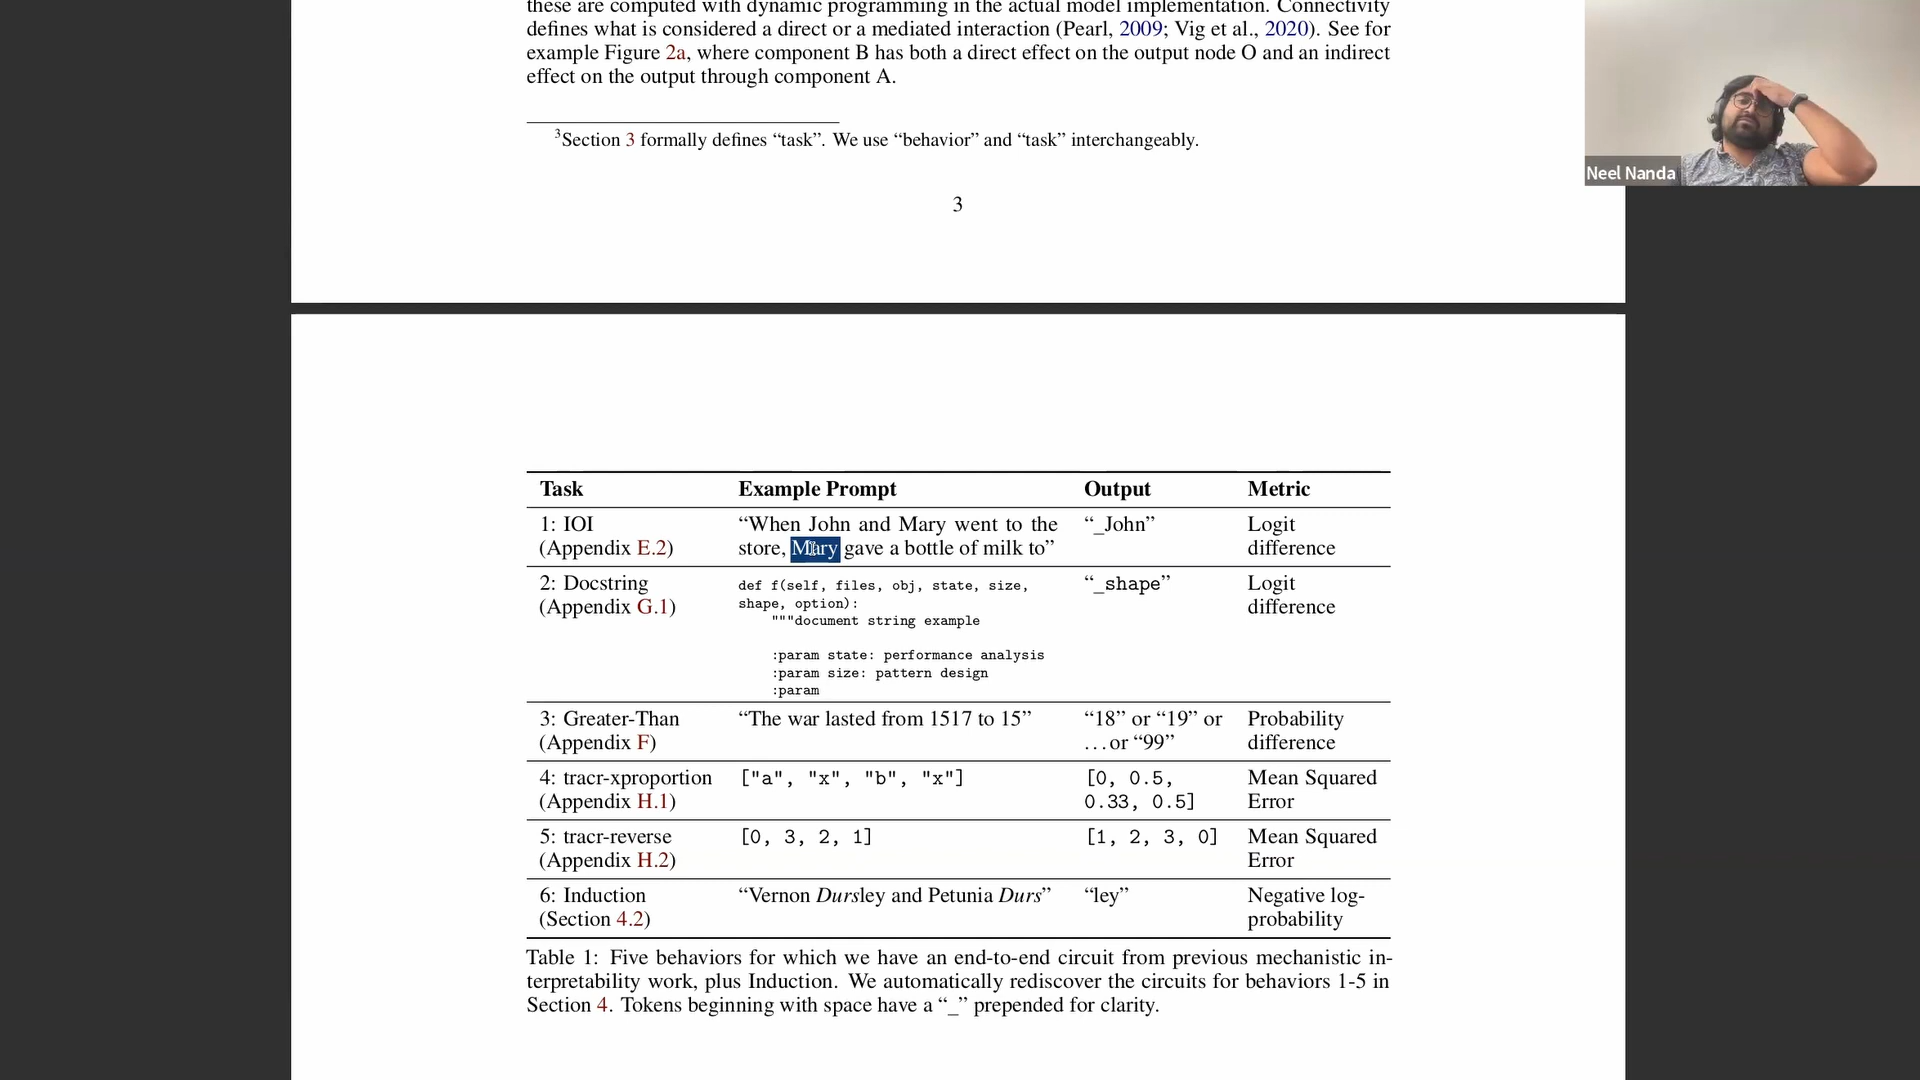 these are computed with dynamic programming in the actual model implementation. Connectivity
defines what is considered a direct or a mediated interaction (Pearl, 2009; Vig et al., 2020). See for
example Figure 2a, where component B has both a direct effect on the output node O and an indirect
effect on the output through component A.
3Section 3 formally defines “task”. We use “behavior” and “task” interchangeably.
3
Neel Nanda
Task Example Prompt Output Metric
1: IOI “When John and Mary went to the “_John” Logit
(Appendix E.2) store, Mary gave a bottle of milk to” difference
2: Docstring def f(self, files, obj, state, size, “_shape” Logit
(Appendix G.1) shape, option): difference
"""document string example
:param state: performance analysis
:param size: pattern design
:param
3: Greater-Than “The war lasted from 1517 to 15” “18” or “19” or Probability
(Appendix F) ...or “99” difference
4: tracr-xproportion ["a", "x", "b", "x"] [0, 0.5, Mean Squared
(Appendix H.1) 0.33, 0.5] Error
5: tracr-reverse [0, 3, 2, 1] [1, 2, 3, 0] Mean Squared
(Appendix H.2) Error
6: Induction “Vernon Dursley and Petunia Durs” “ley” Negative log-
(Section 4.2) probability
Table 1: Five behaviors for which we have an end-to-end circuit from previous mechanistic in-
terpretability work, plus Induction. We automatically rediscover the circuits for behaviors 1-5 in
Section 4. Tokens beginning with space have a “_” prepended for clarity.